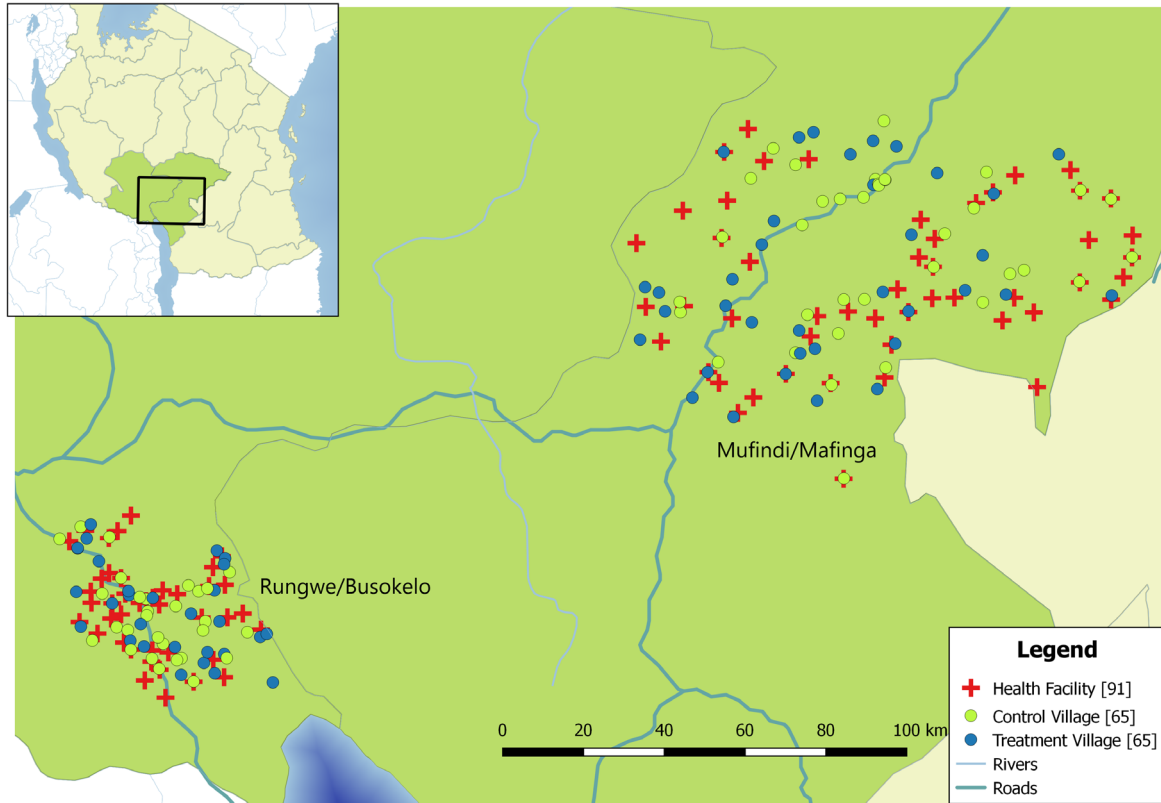 Mufindi/Mafinga
Rungwe/Busokelo
Legend
Health Facility [91]
Control Village [65]
Treatment Village [65]
Rivers
Roads
0 20 40 60 80 100 km